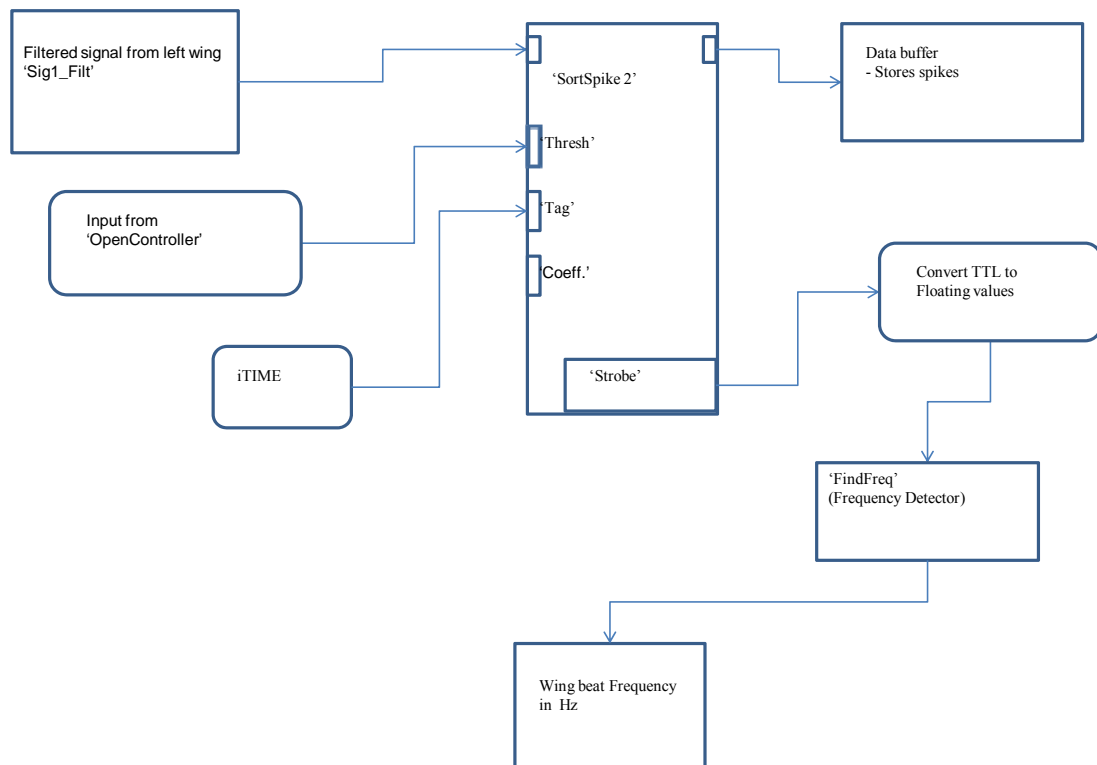 Filtered signal from left wing
‘Sig1_Filt’
‘SortSpike 2’
Data buffer
- Stores spikes
‘Thresh’
Input from
‘OpenController’
‘Tag’
‘Coeff.’
Convert TTL to
Floating values
iTIME
‘Strobe’
‘FindFreq’
(Frequency Detector)
Wing beat Frequency
in Hz